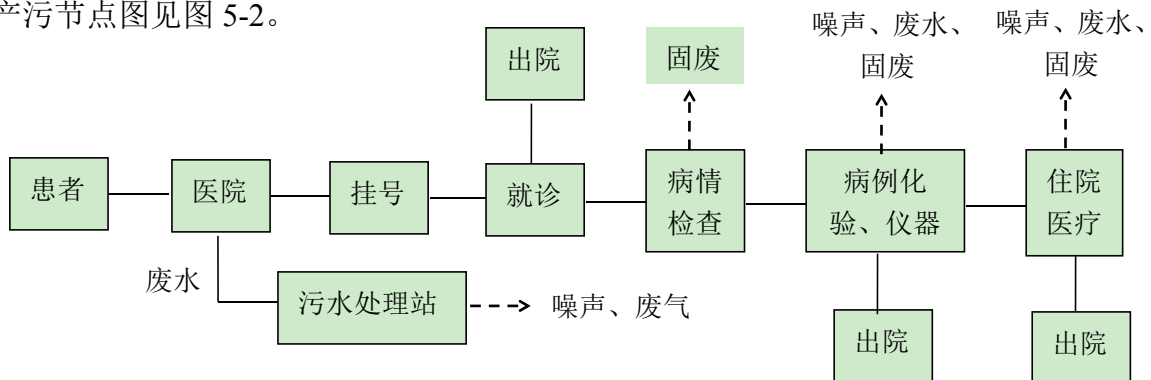 产污节点图见图 5-2。
噪声、废水、
固废
噪声、废水、
固废
出院
固废
患者
医院
挂号
就诊
病情
检查
病例化
验、仪器
住院
医疗
废水
污水处理站
噪声、废气
出院
出院